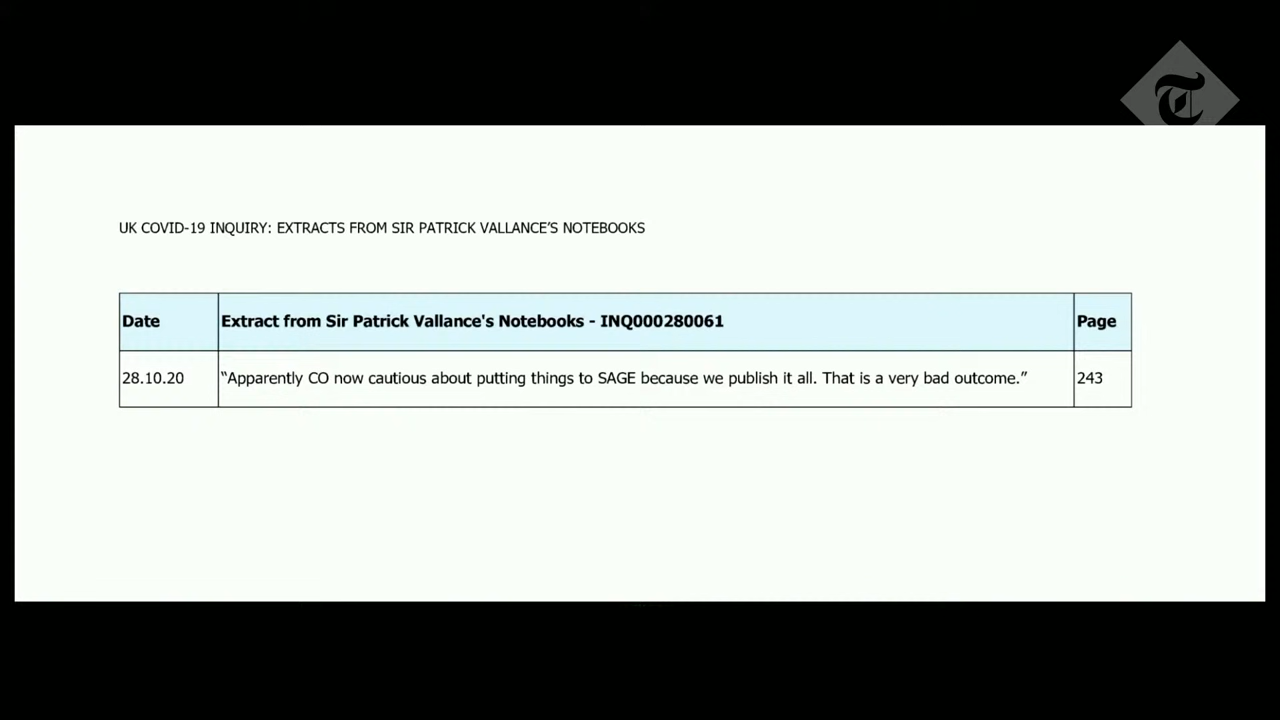 UK COVID-19 INQUIRY: EXTRACTS FROM SIR PATRICK VALLANCE'S NOTEBOOKS
Date Extract from Sir Patrick Vallance's Notebooks - INQ000280061 Page
28.10.20 “Apparently CO now cautious about putting things to SAGE because we publish it all. That is a very bad outcome.” 243